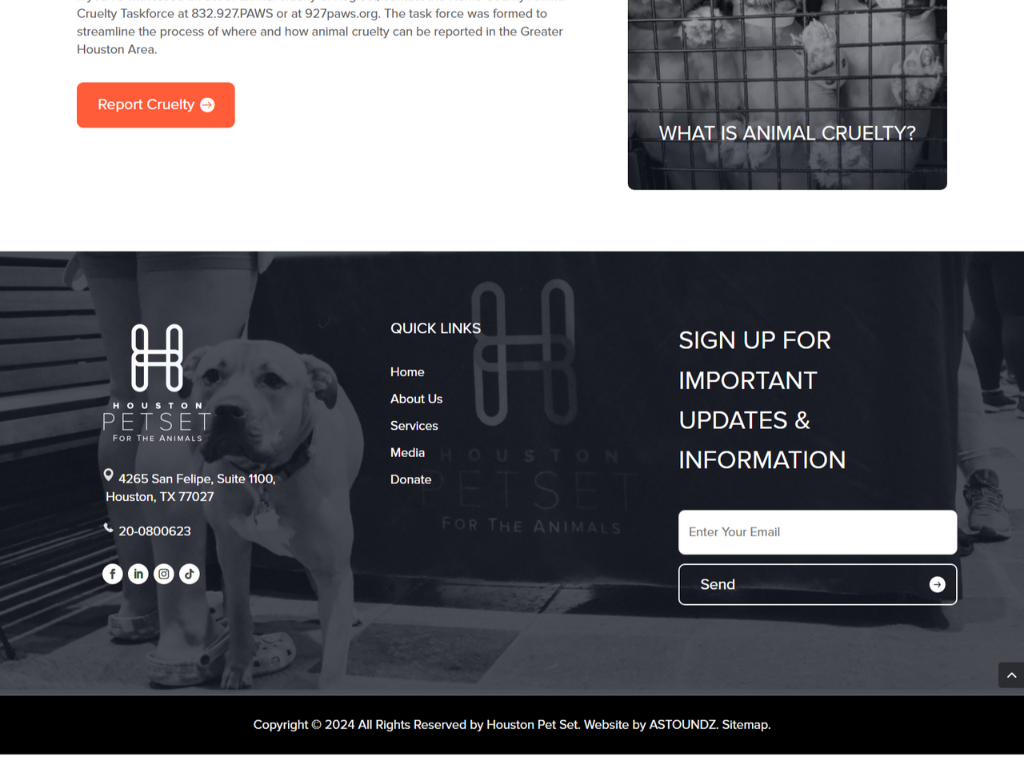 Cruelty Taskforce at 832.927.PAWS or at 927paws.org. The task force was formed to
streamline the process of where and how animal cruelty can be reported in the Greater
Houston Area.
Report Cruelty
WHAT IS ANIMAL CRUELTY?
HOUSTON
PETSET
FOR THE ANIMALS
4265 San Felipe, Suite 1100,
Houston, TX 77027
20-0800623
QUICK LINKS
Home
About Us
Services
Media
Donate
HOUSTON
PETSET
FOR THE ANIMALS
SIGN UP FOR
IMPORTANT
UPDATES &
INFORMATION
Enter Your Email
Send
Copyright © 2024 All Rights Reserved by Houston Pet Set. Website by ASTOUNDZ. Sitemap.